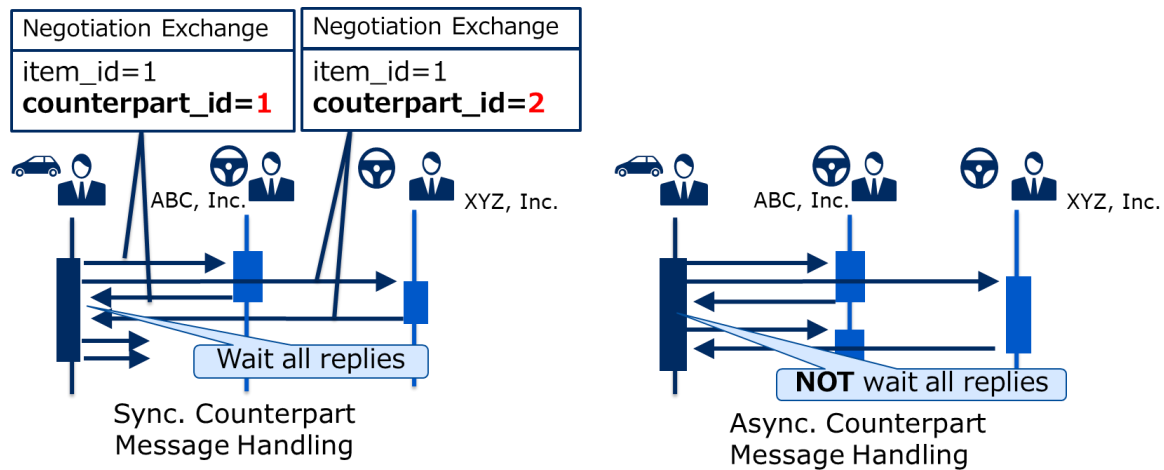 Negotiation Exchange
item_id=1
counterpart_id=1
Negotiation Exchange
item_id=1
couterpart_id=2
ABC, Inc.
XYZ, Inc.
Wait all replies
Sync. Counterpart
Message Handling
ABC, Inc.
XYZ, Inc.
NOT wait all replies
Async. Counterpart
Message Handling